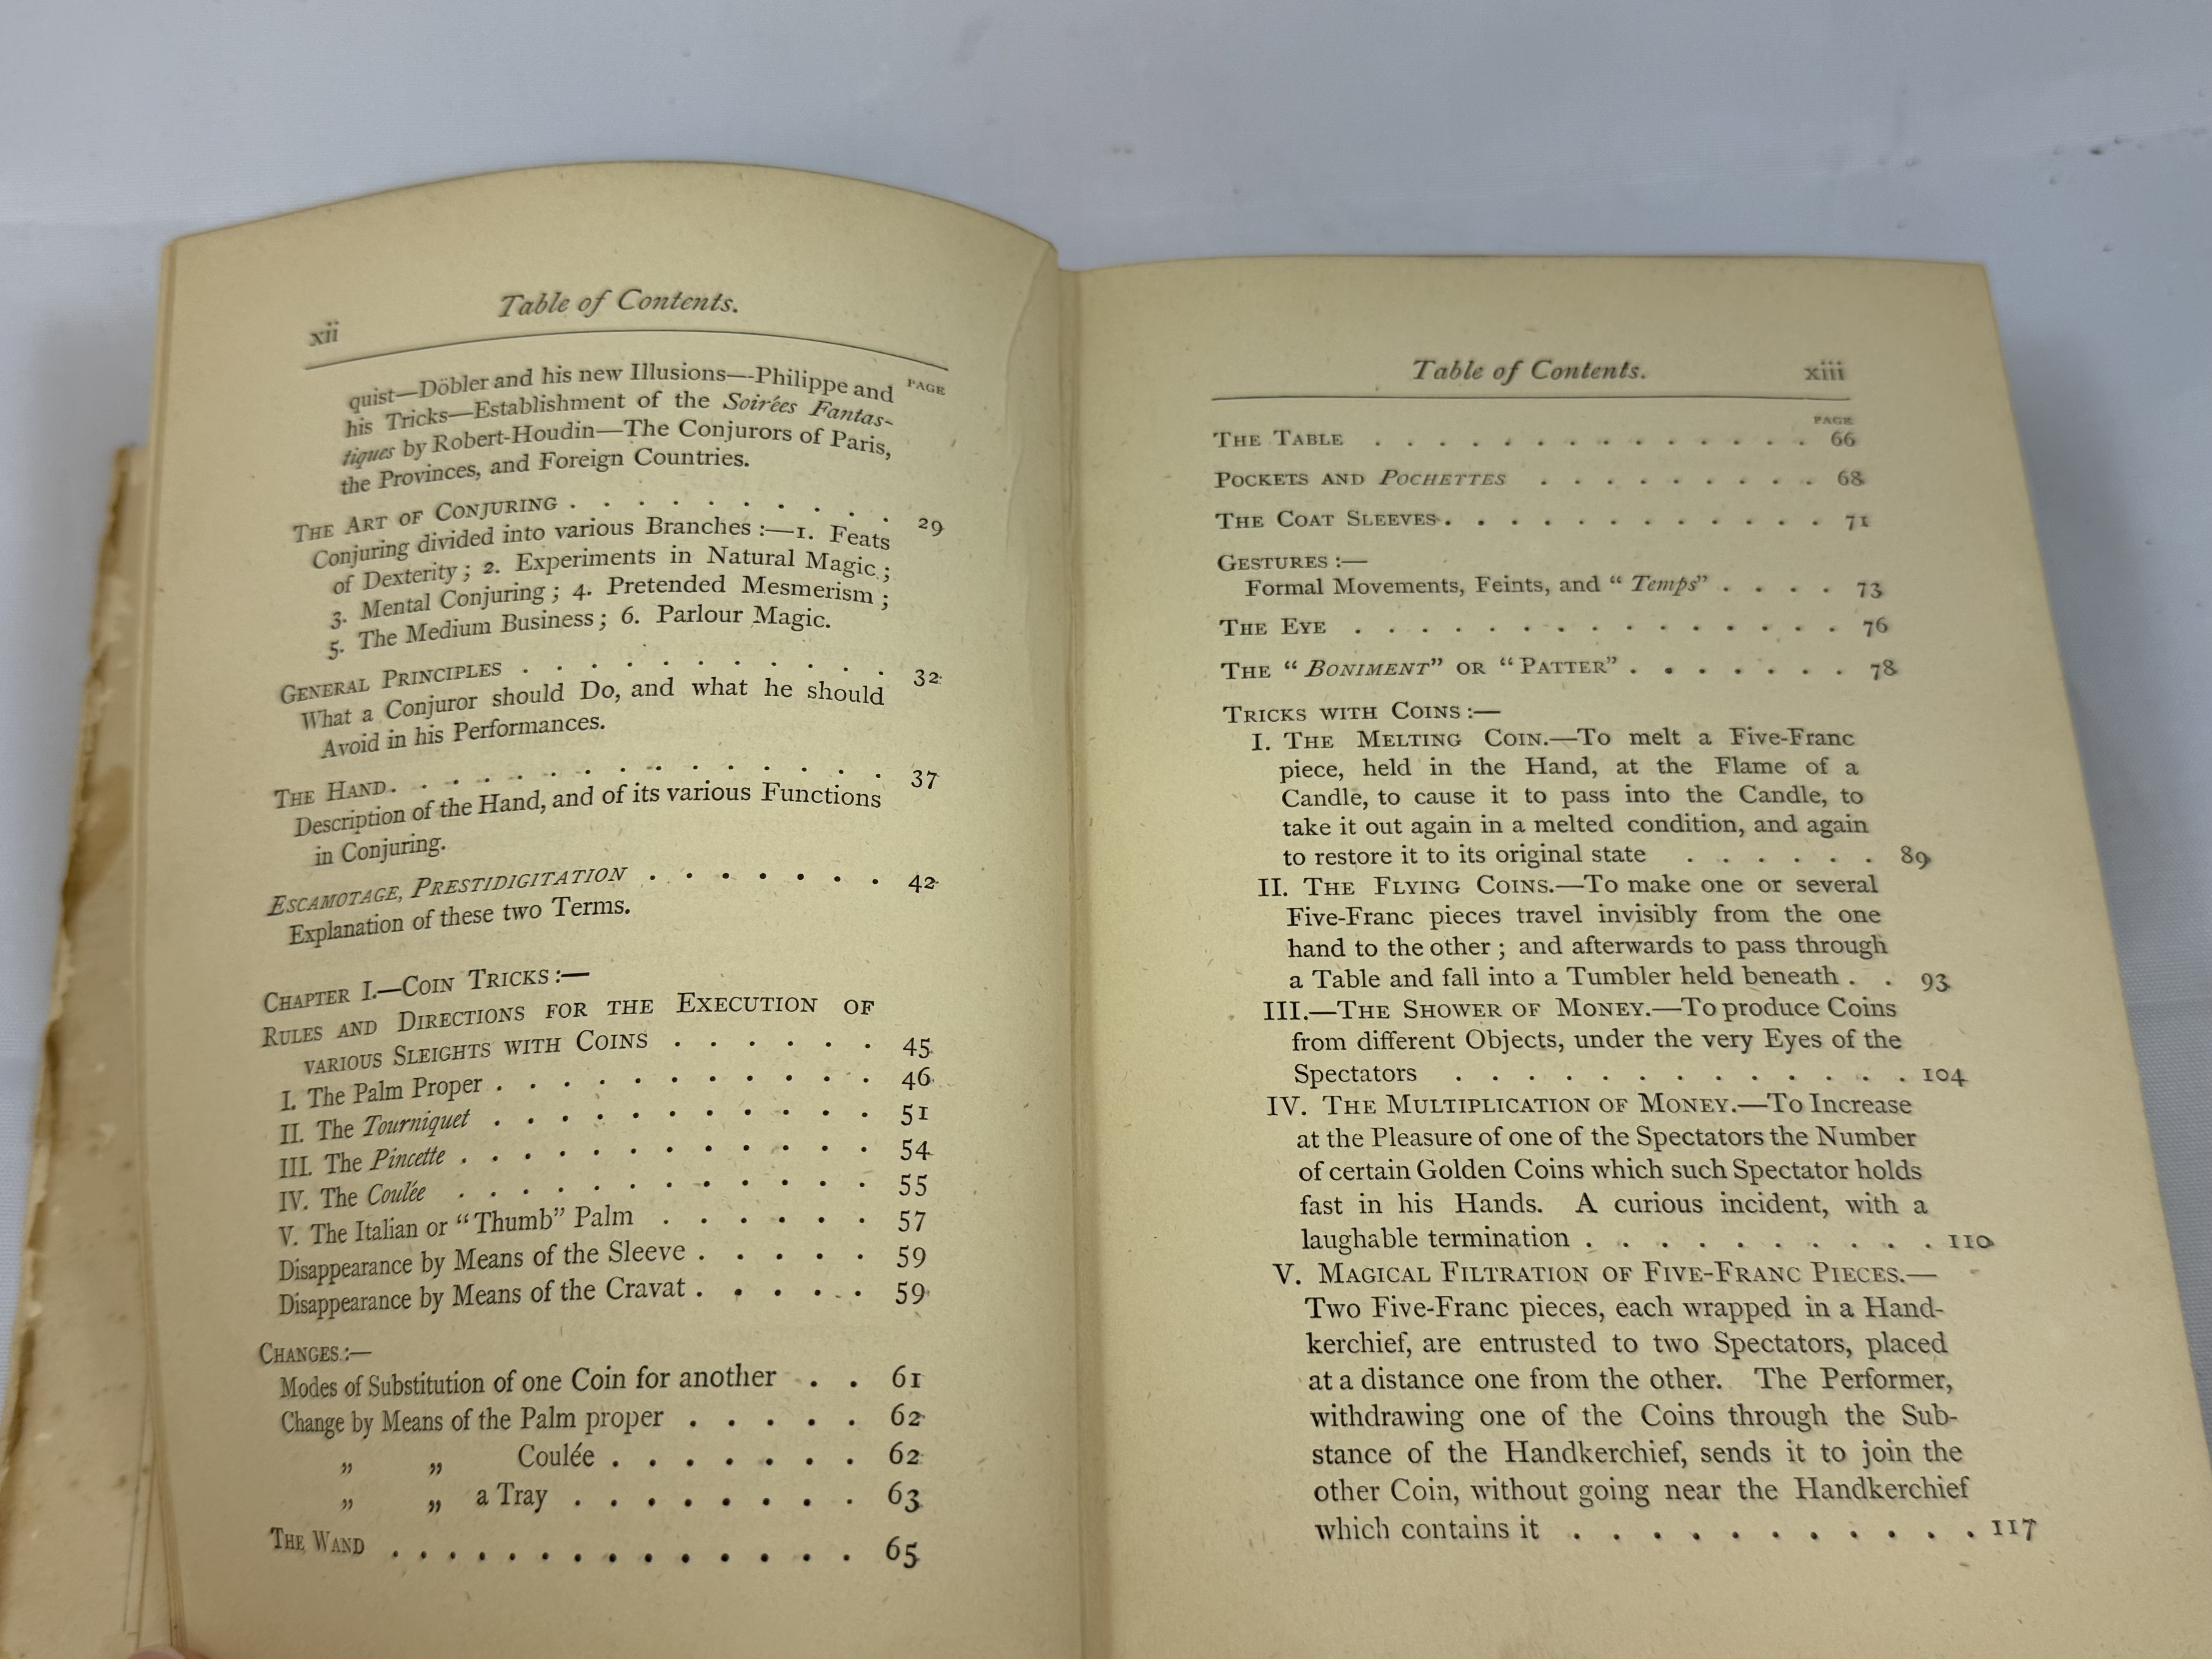 xii
Table of Contents.
PAGE
quist—Döbler and his new Illusions—Philippe and
his Tricks—Establishment of the Soirées Fantas-
tiques by Robert-Houdin—The Conjurors of Paris,
the Provinces, and Foreign Countries.
THE ART OF CONJURING . . . . . . . . . 29
Conjuring divided into various Branches :—1. Feats
of Dexterity ; 2. Experiments in Natural Magic ;
3. Mental Conjuring ; 4. Pretended Mesmerism ;
5. The Medium Business ; 6. Parlour Magic.
GENERAL PRINCIPLES . . . . . . . . . . . 32
What a Conjuror should Do, and what he should
Avoid in his Performances.
THE HAND . . . . . . . . . . . . . . 37
Description of the Hand, and of its various Functions
in Conjuring.
ESCAMOTAGE, PRESTIDIGITATION . . . . . . . 42
Explanation of these two Terms.
CHAPTER I.—COIN TRICKS :—
RULES AND DIRECTIONS FOR THE EXECUTION OF
VARIOUS SLEIGHTS WITH COINS . . . . . . 45
I. The Palm Proper . . . . . . . . . . . 46
II. The Tourniquet . . . . . . . . . . . 51
III. The Pincette . . . . . . . . . . . . 54
IV. The Coulée . . . . . . . . . . . . 55
V. The Italian or "Thumb" Palm . . . . . . 57
Disappearance by Means of the Sleeve . . . . . 59
Disappearance by Means of the Cravat . . . . . 59
CHANGES :—
Modes of Substitution of one Coin for another . . 61
Change by Means of the Palm proper . . . . . 62
„ „ Coulée . . . . . . . 62
„ „ a Tray . . . . . . . . 63
THE WAND . . . . . . . . . . . . . . 65
Table of Contents.
xiii
PAGE
THE TABLE . . . . . . . . . . . . . . 66
POCKETS AND POCHETTES . . . . . . . . . 68
THE COAT SLEEVES . . . . . . . . . . . . 71
GESTURES :—
Formal Movements, Feints, and "Temps" . . . . 73
THE EYE . . . . . . . . . . . . . . . 76
THE "BONIMENT" OR "PATTER" . . . . . . . 78
TRICKS WITH COINS :—
I. THE MELTING COIN.—To melt a Five-Franc
piece, held in the Hand, at the Flame of a
Candle, to cause it to pass into the Candle, to
take it out again in a melted condition, and again
to restore it to its original state . . . . . . 89
II. THE FLYING COINS.—To make one or several
Five-Franc pieces travel invisibly from the one
hand to the other ; and afterwards to pass through
a Table and fall into a Tumbler held beneath . . 93
III.—THE SHOWER OF MONEY.—To produce Coins
from different Objects, under the very Eyes of the
Spectators . . . . . . . . . . . . . 104
IV. THE MULTIPLICATION OF MONEY.—To Increase
at the Pleasure of one of the Spectators the Number
of certain Golden Coins which such Spectator holds
fast in his Hands. A curious incident, with a
laughable termination . . . . . . . . . . 110
V. MAGICAL FILTRATION OF FIVE-FRANC PIECES.—
Two Five-Franc pieces, each wrapped in a Hand-
kerchief, are entrusted to two Spectators, placed
at a distance one from the other. The Performer,
withdrawing one of the Coins through the Sub-
stance of the Handkerchief, sends it to join the
other Coin, without going near the Handkerchief
which contains it . . . . . . . . . . . 117